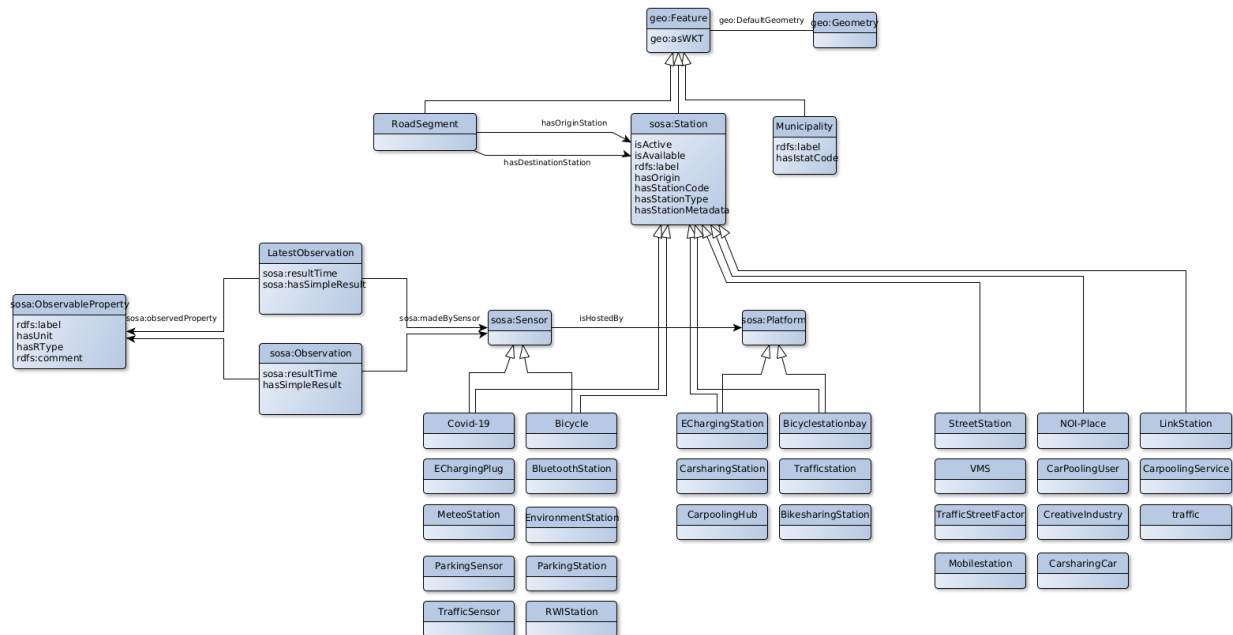 geo:Feature
geo:asWKT
geo:DefaultGeometry
geo:Geometry
RoadSegment
hasOriginStation
hasDestinationStation
sosa:Station
isActive
isAvailable
rdfs:label
hasOrigin
hasStationCode
hasStationType
hasStationMetadata
Municipality
rdfs:label
hasIstatCode
LatestObservation
sosa:resultTime
sosa:hasSimpleResult
sosa:ObservableProperty
rdfs:label
hasUnit
hasRType
rdfs:comment
sosa:observedProperty
sosa:madeBySensor
sosa:Sensor
isHostedBy
sosa:Platform
sosa:Observation
sosa:resultTime
hasSimpleResult
Covid-19
Bicycle
EChargingStation
Bicyclestationbay
StreetStation
NOI-Place
LinkStation
EChargingPlug
BluetoothStation
CarsharingStation
Trafficstation
VMS
CarPoolingUser
CarpoolingService
MeteoStation
EnvironmentStation
CarpoolingHub
BikesharingStation
TrafficStreetFactor
CreativeIndustry
traffic
ParkingSensor
ParkingStation
Mobilestation
CarsharingCar
TrafficSensor
RWIStation